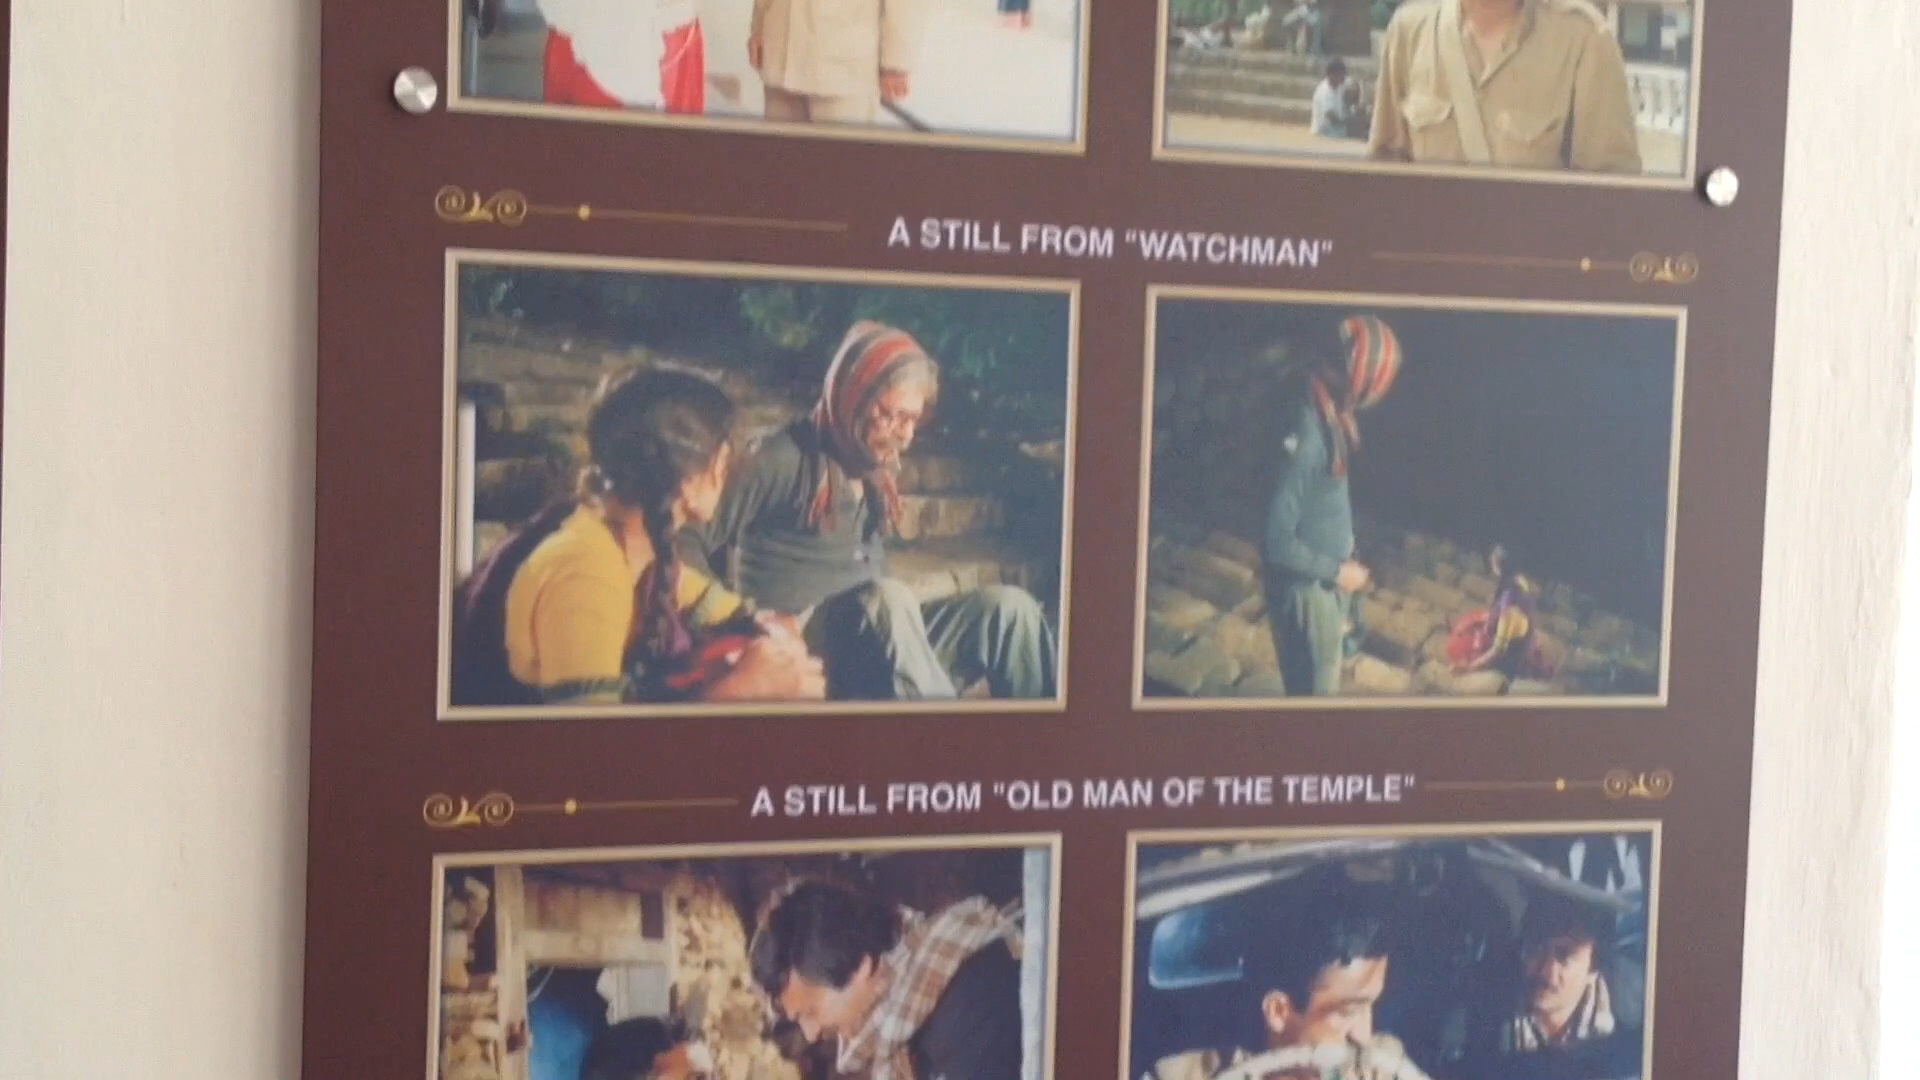 A STILL FROM "WATCHMAN"
A STILL FROM "OLD MAN OF THE TEMPLE"